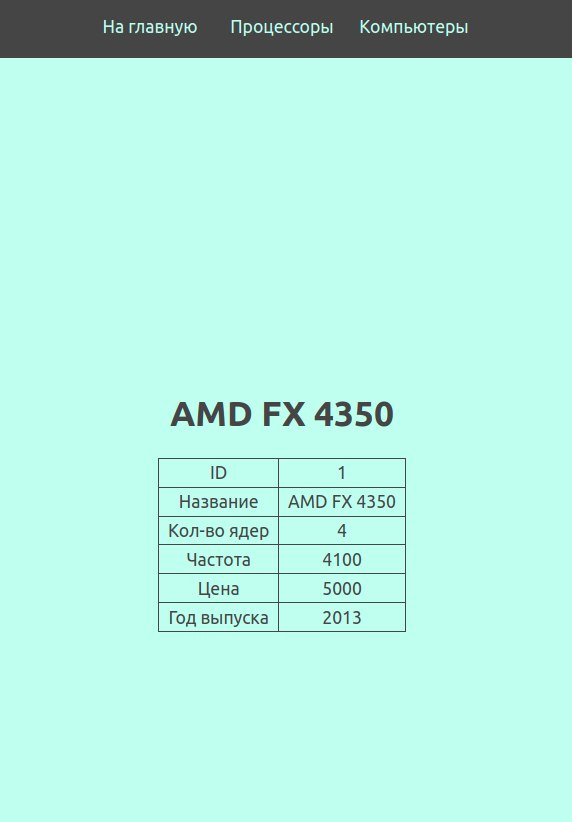 На главную Процессоры Компьютеры
AMD FX 4350
ID 1
Название AMD FX 4350
Кол-во ядер 4
Частота 4100
Цена 5000
Год выпуска 2013